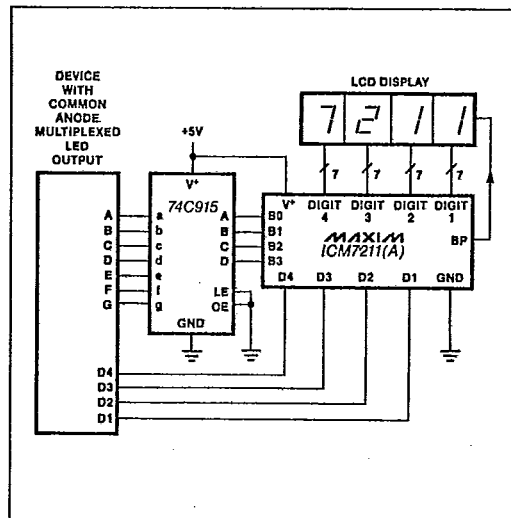 DEVICE
WITH
COMMON
ANODE
MULTIPLEXED
LED
OUTPUT
LCD DISPLAY
7 2 1 1
+5V
7 7 7 7
V+
74C915
A a A B0
B b B B1
C c C B2
D d D B3
E e
F f LE
G g OE
GND
V+ DIGIT DIGIT DIGIT DIGIT
4 3 2 1
MAXIM BP
ICM7211(A)
D4 D3 D2 D1 GND
D4
D3
D2
D1